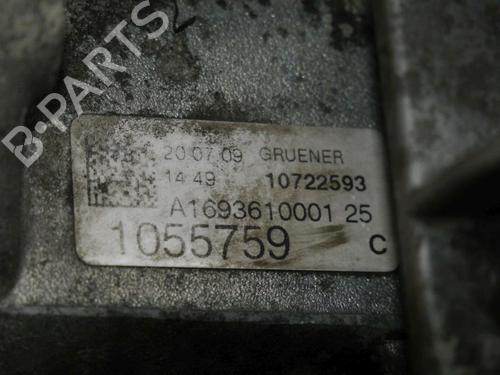 B-PARTS
20.07.09 GRUENER
14:49 10722593
A1693610001 25
1055759 C